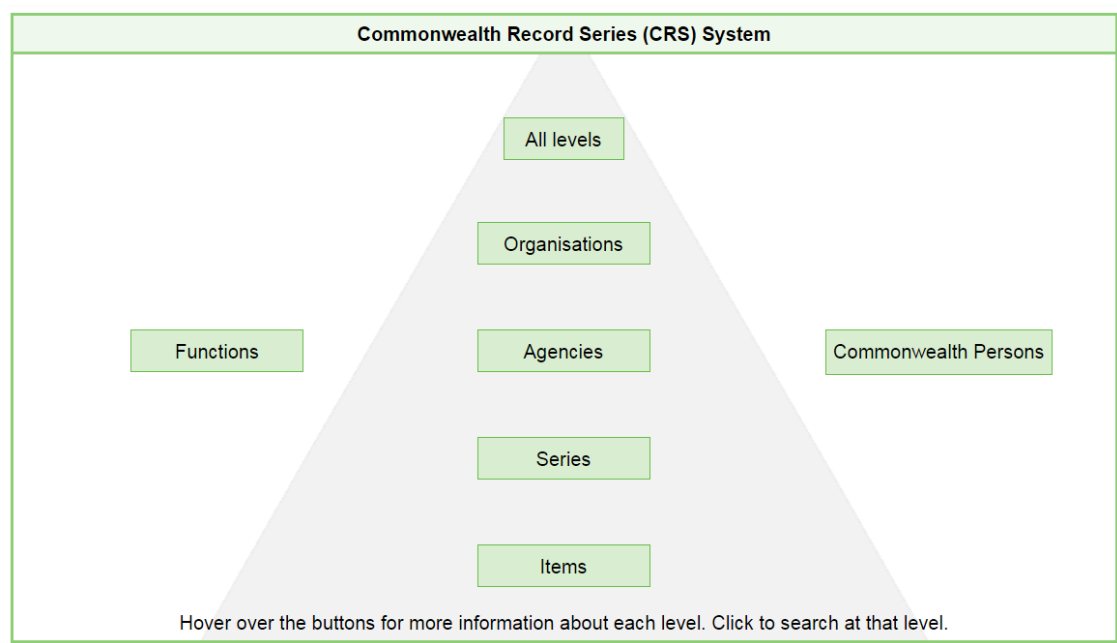 Commonwealth Record Series (CRS) System
All levels
Organisations
Functions
Agencies
Commonwealth Persons
Series
Items
Hover over the buttons for more information about each level. Click to search at that level.